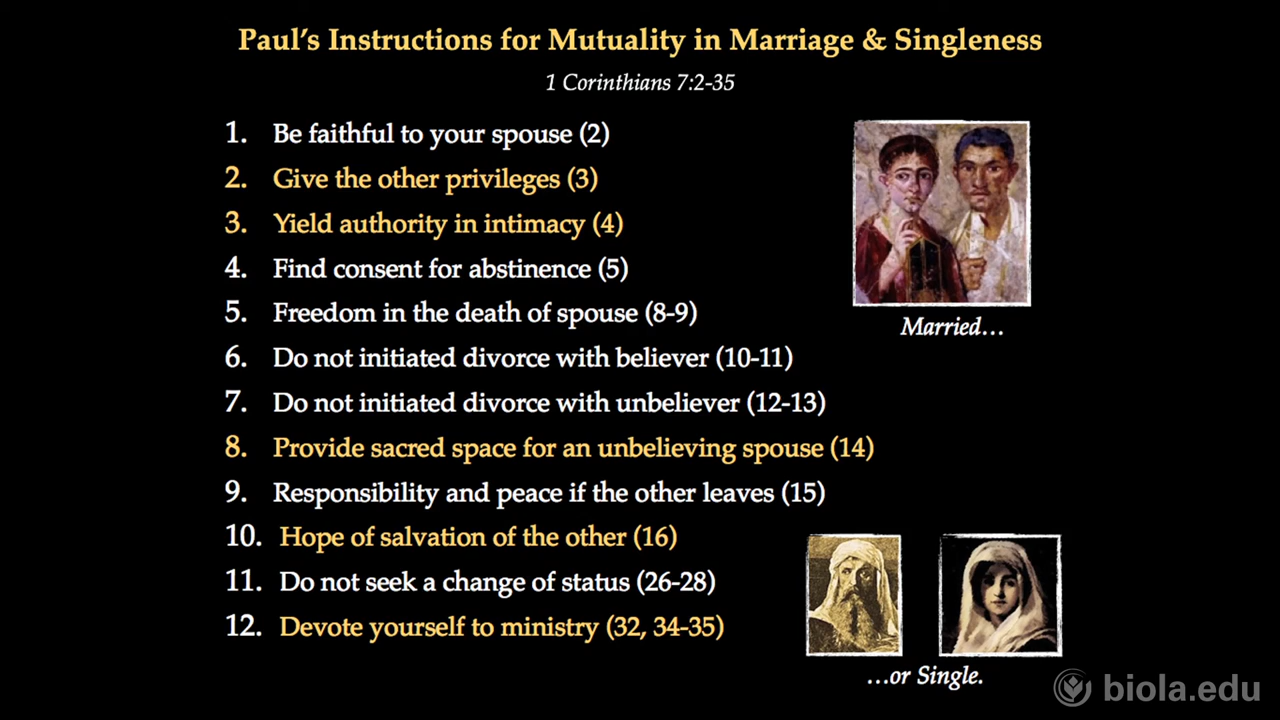 Paul's Instructions for Mutuality in Marriage & Singleness
1 Corinthians 7:2-35
1. Be faithful to your spouse (2)
2. Give the other privileges (3)
3. Yield authority in intimacy (4)
4. Find consent for abstinence (5)
5. Freedom in the death of spouse (8-9)
6. Do not initiated divorce with believer (10-11)
7. Do not initiated divorce with unbeliever (12-13)
8. Provide sacred space for an unbelieving spouse (14)
9. Responsibility and peace if the other leaves (15)
10. Hope of salvation of the other (16)
11. Do not seek a change of status (26-28)
12. Devote yourself to ministry (32, 34-35)
Married…
…or Single.
biola.edu